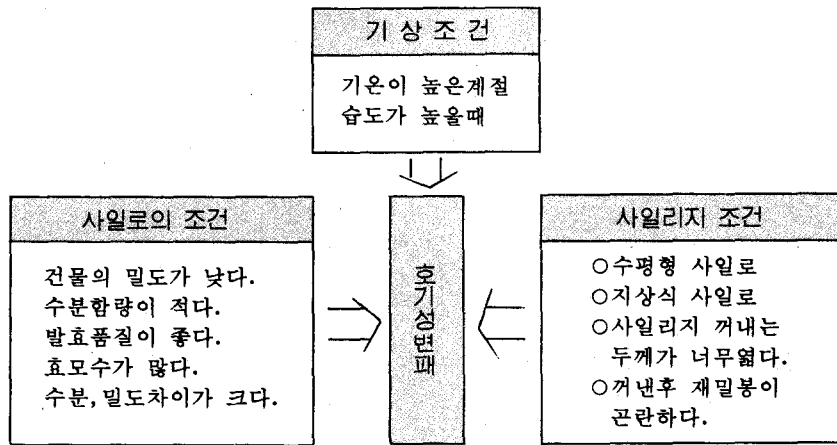 기 상 조 건
기온이 높은계절
습도가 높을때
사일로의 조건
건물의 밀도가 낮다.
수분함량이 적다.
발효품질이 좋다.
효모수가 많다.
수분,밀도차이가 크다.
호기성변패
사일리지 조건
○수평형 사일로
○지상식 사일로
○사일리지 꺼내는
두께가 너무엷다.
○꺼낸후 재밀봉이
곤란하다.